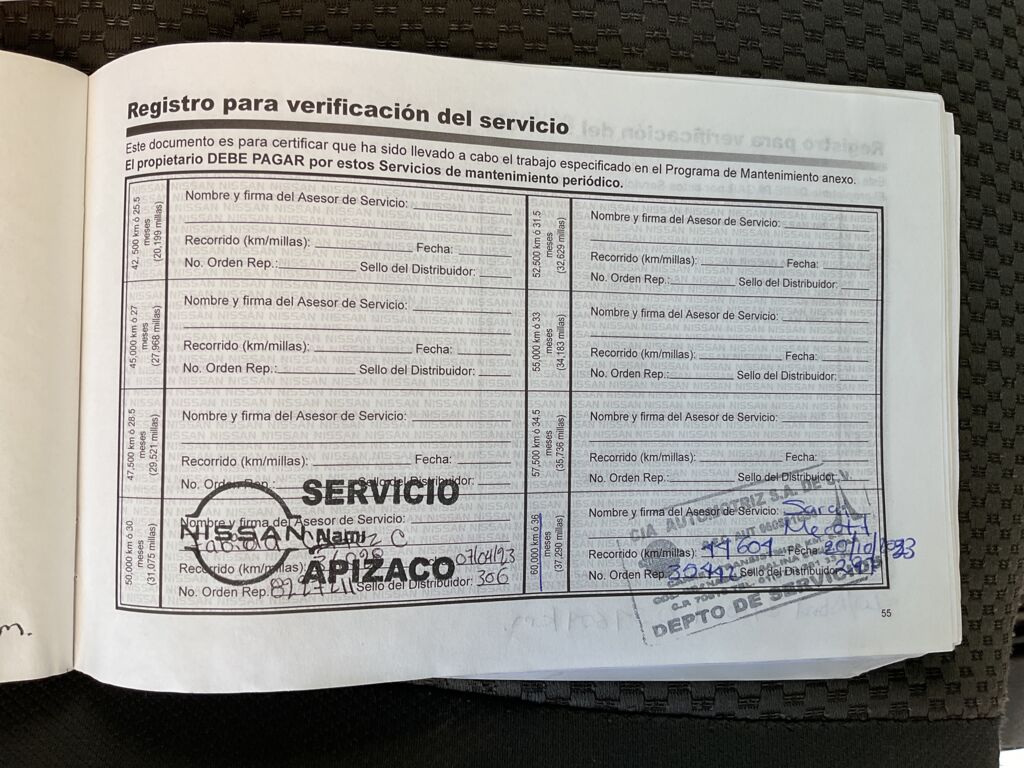 Registro para verificación del servicio
Este documento es para certificar que ha sido llevado a cabo el trabajo especificado en el Programa de Mantenimiento anexo.
El propietario DEBE PAGAR por estos Servicios de mantenimiento periódico.
42, 500 km ó 25.5
meses
(20,199 millas)
Nombre y firma del Asesor de Servicio:
Recorrido (km/millas): Fecha:
No. Orden Rep.: Sello del Distribuidor:
45,000 km ó 27
meses
(27,968 millas)
Nombre y firma del Asesor de Servicio:
Recorrido (km/millas): Fecha:
No. Orden Rep.: Sello del Distribuidor:
47,500 km ó 28.5
meses
(29,521 millas)
Nombre y firma del Asesor de Servicio:
Recorrido (km/millas): Fecha:
No. Orden Rep. Sello del Distribuidor:
50,000 km ó 30
meses
(31,075 millas)
Nombre y firma del Asesor de Servicio:
Recorrido (km/millas): 07/04/23
No. Orden Rep.: Sello del Distribuidor: 306
SERVICIO
NISSAN
Nami
APIZACO
52,500 km ó 31.5
meses
(32,629 millas)
Nombre y firma del Asesor de Servicio:
Recorrido (km/millas): Fecha:
No. Orden Rep.: Sello del Distribuidor:
55,000 km ó 33
meses
(34,183 millas)
Nombre y firma del Asesor de Servicio:
Recorrido (km/millas): Fecha:
No. Orden Rep.: Sello del Distribuidor:
57,500 km ó 34.5
meses
(35,736 millas)
Nombre y firma del Asesor de Servicio:
Recorrido (km/millas): Fecha:
No. Orden Rep.: Sello del Distribuidor:
60,000 km ó 36
meses
(37,290 millas)
Nombre y firma del Asesor de Servicio:
Recorrido (km/millas): 44604 Fecha: 20/10/2023
No. Orden Rep. Sello del Distribuidor:
CIA AUTOMOTRIZ S.A. DE C.V.
DEPTO DE SERVICIO
55
m.